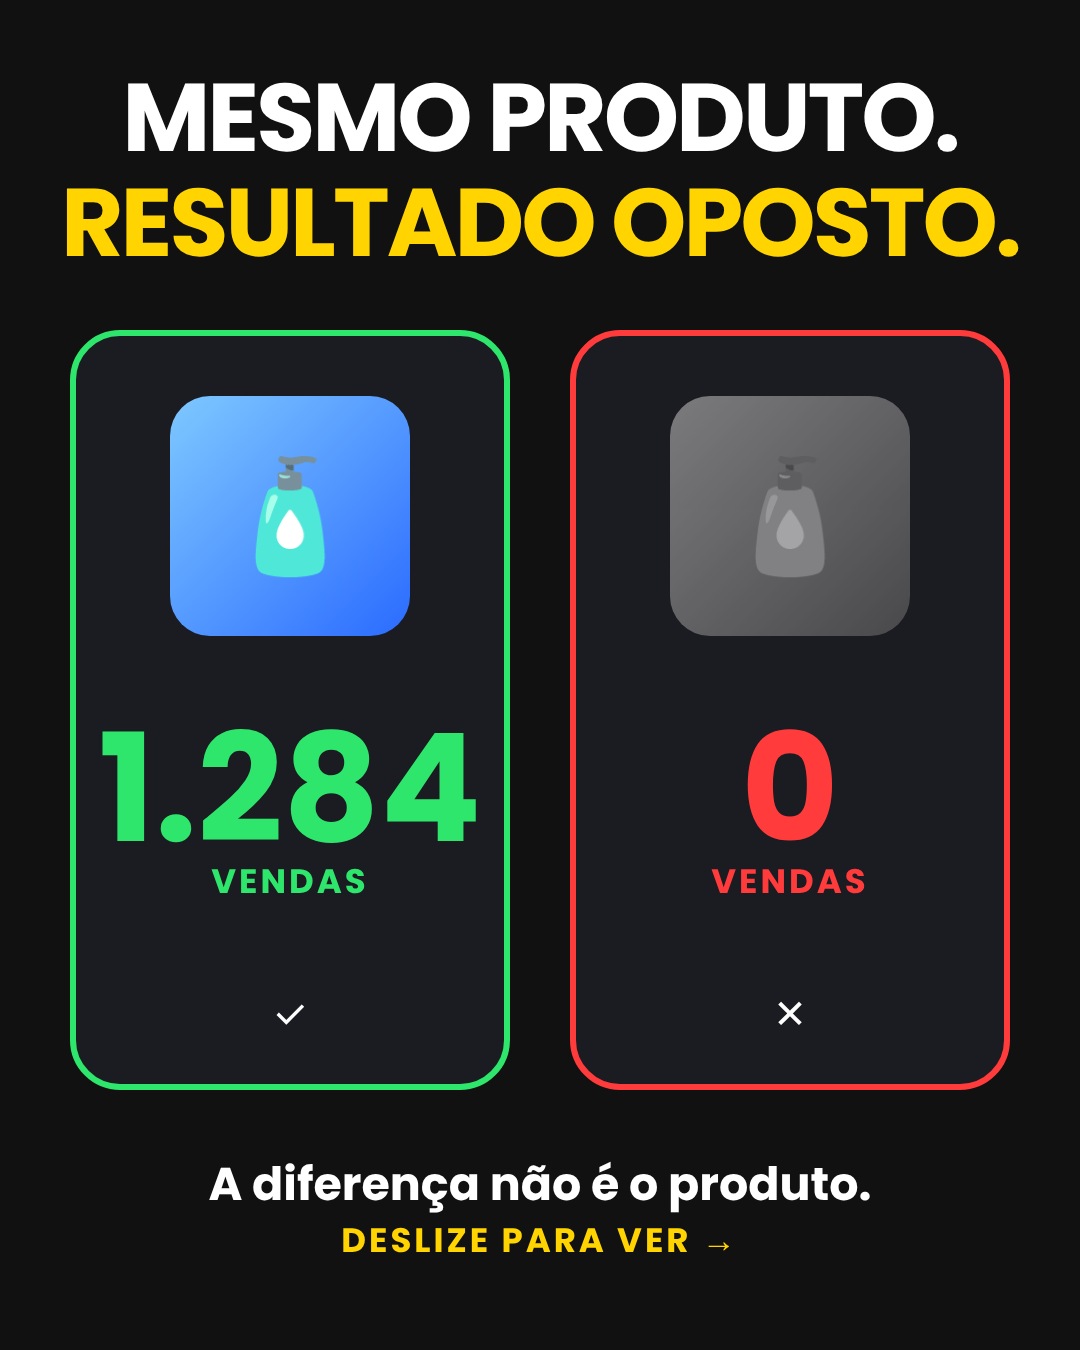 MESMO PRODUTO.
RESULTADO OPOSTO.
1.284
VENDAS
✓
0
VENDAS
✕
A diferença não é o produto.
DESLIZE PARA VER →